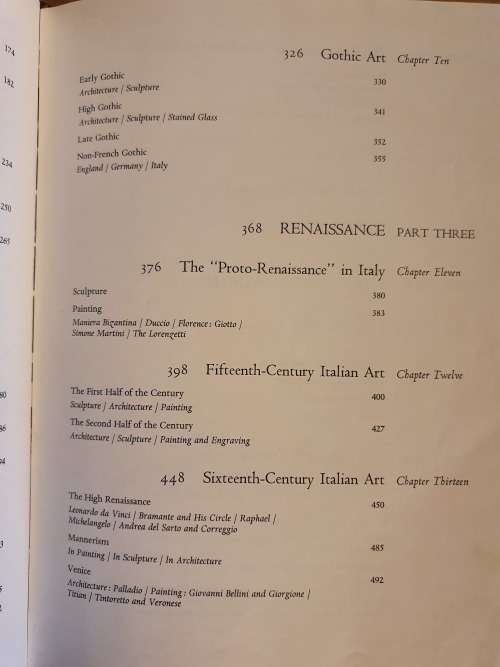 174
182
234
250
265
326 Gothic Art Chapter Ten
Early Gothic 330
Architecture / Sculpture
High Gothic 341
Architecture / Sculpture / Stained Glass
Late Gothic 352
Non-French Gothic 355
England / Germany / Italy
368 RENAISSANCE PART THREE
376 The "Proto-Renaissance" in Italy Chapter Eleven
Sculpture 380
Painting 383
Maniera Bizantina / Duccio / Florence: Giotto /
Simone Martini / The Lorenzetti
398 Fifteenth-Century Italian Art Chapter Twelve
The First Half of the Century 400
Sculpture / Architecture / Painting
The Second Half of the Century 427
Architecture / Sculpture / Painting and Engraving
448 Sixteenth-Century Italian Art Chapter Thirteen
The High Renaissance 450
Leonardo da Vinci / Bramante and His Circle / Raphael /
Michelangelo / Andrea del Sarto and Correggio
Mannerism 485
In Painting / In Sculpture / In Architecture
Venice 492
Architecture: Palladio / Painting: Giovanni Bellini and Giorgione /
Titian / Tintoretto and Veronese